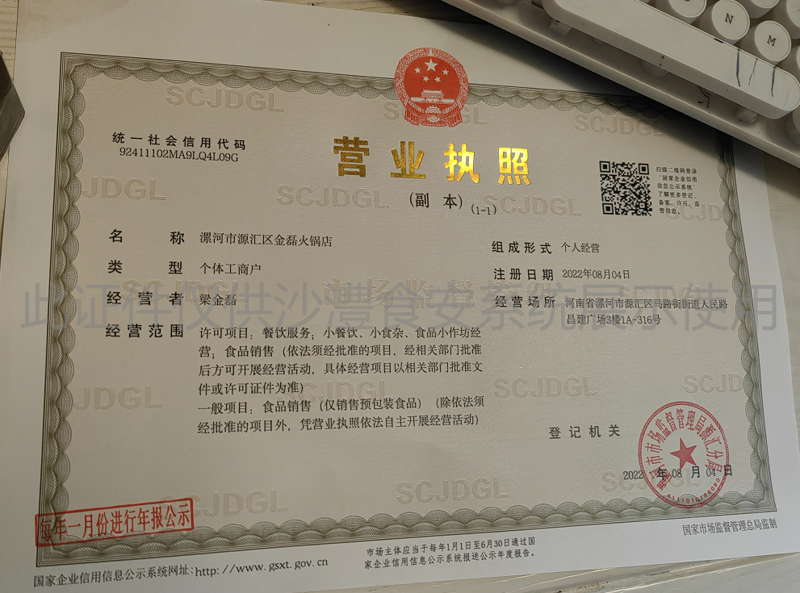 统一社会信用代码
92411102MA9LQ4L09G
营业执照
(副 本) (1-1)
扫描二维码登录
"国家企业信用
信息公示系统"
了解更多登记、
备案、许可、监
管信息。
名 称 漯河市源汇区金磊火锅店
类 型 个体工商户
经营者 梁金磊
经营范围 许可项目:餐饮服务;小餐饮、小食杂、食品小作坊经
营;食品销售(依法须经批准的项目,经相关部门批准
后方可开展经营活动,具体经营项目以相关部门批准文
件或许可证件为准)
一般项目:食品销售(仅销售预包装食品)(除依法须
经批准的项目外,凭营业执照依法自主开展经营活动)
组成形式 个人经营
注册日期 2022年08月04日
经营场所 河南省漯河市源汇区马路街街道人民路
昌建广场3楼1A-316号
此证件仅供沙澧食安系统展示使用
登记机关
漯河市市场监督管理局源汇分局
2022年08月04日
每年一月份进行年报公示
国家企业信用信息公示系统网址:http://www.gsxt.gov.cn
市场主体应当于每年1月1日至6月30日通过国
家企业信用信息公示系统报送公示年度报告。
国家市场监督管理总局监制
SCJDGL
SCJDGL
JDGL
SCJDGL
SCJDGL
市场监督
JDGL
SCJDGL
SCJDGL
SCJDGL
SCJDGL
SCJDGL
SCJDGL
N
M